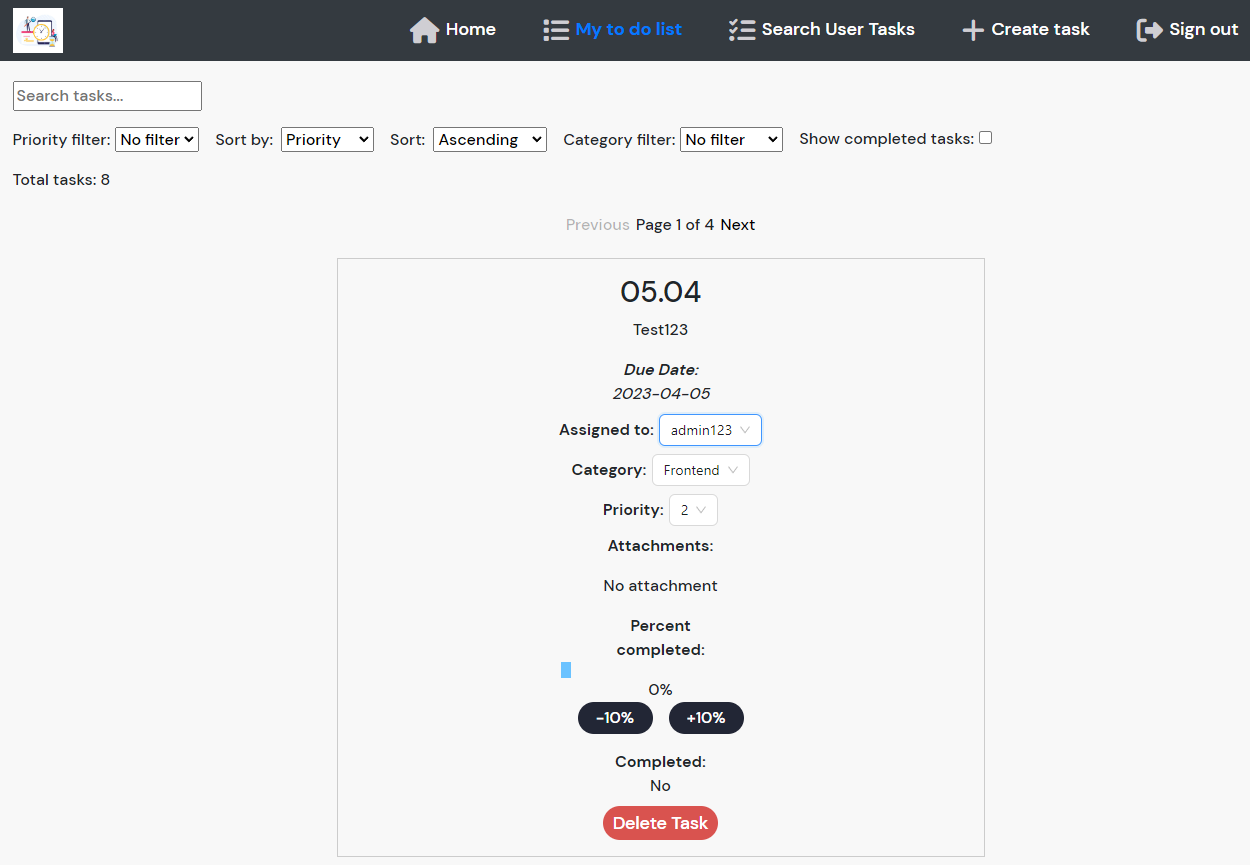 Home My to do list Search User Tasks Create task Sign out
Search tasks...
Priority filter: No filter Sort by: Priority Sort: Ascending Category filter: No filter Show completed tasks:
Total tasks: 8
Previous Page 1 of 4 Next
05.04
Test123
Due Date:
2023-04-05
Assigned to: admin123
Category: Frontend
Priority: 2
Attachments:
No attachment
Percent
completed:
0%
-10% +10%
Completed:
No
Delete Task